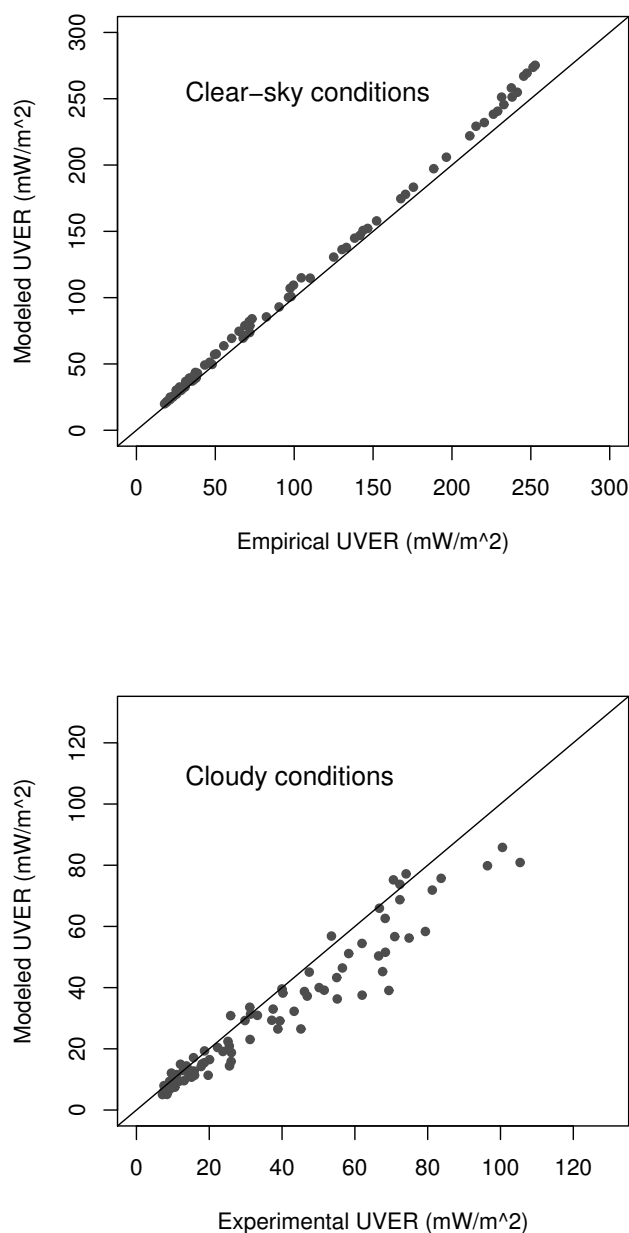 300
250
200
150
100
50
0
Modeled UVER (mW/m^2)
Clear−sky conditions
0 50 100 150 200 250 300
Empirical UVER (mW/m^2)
120
100
80
60
40
20
0
Modeled UVER (mW/m^2)
Cloudy conditions
0 20 40 60 80 100 120
Experimental UVER (mW/m^2)